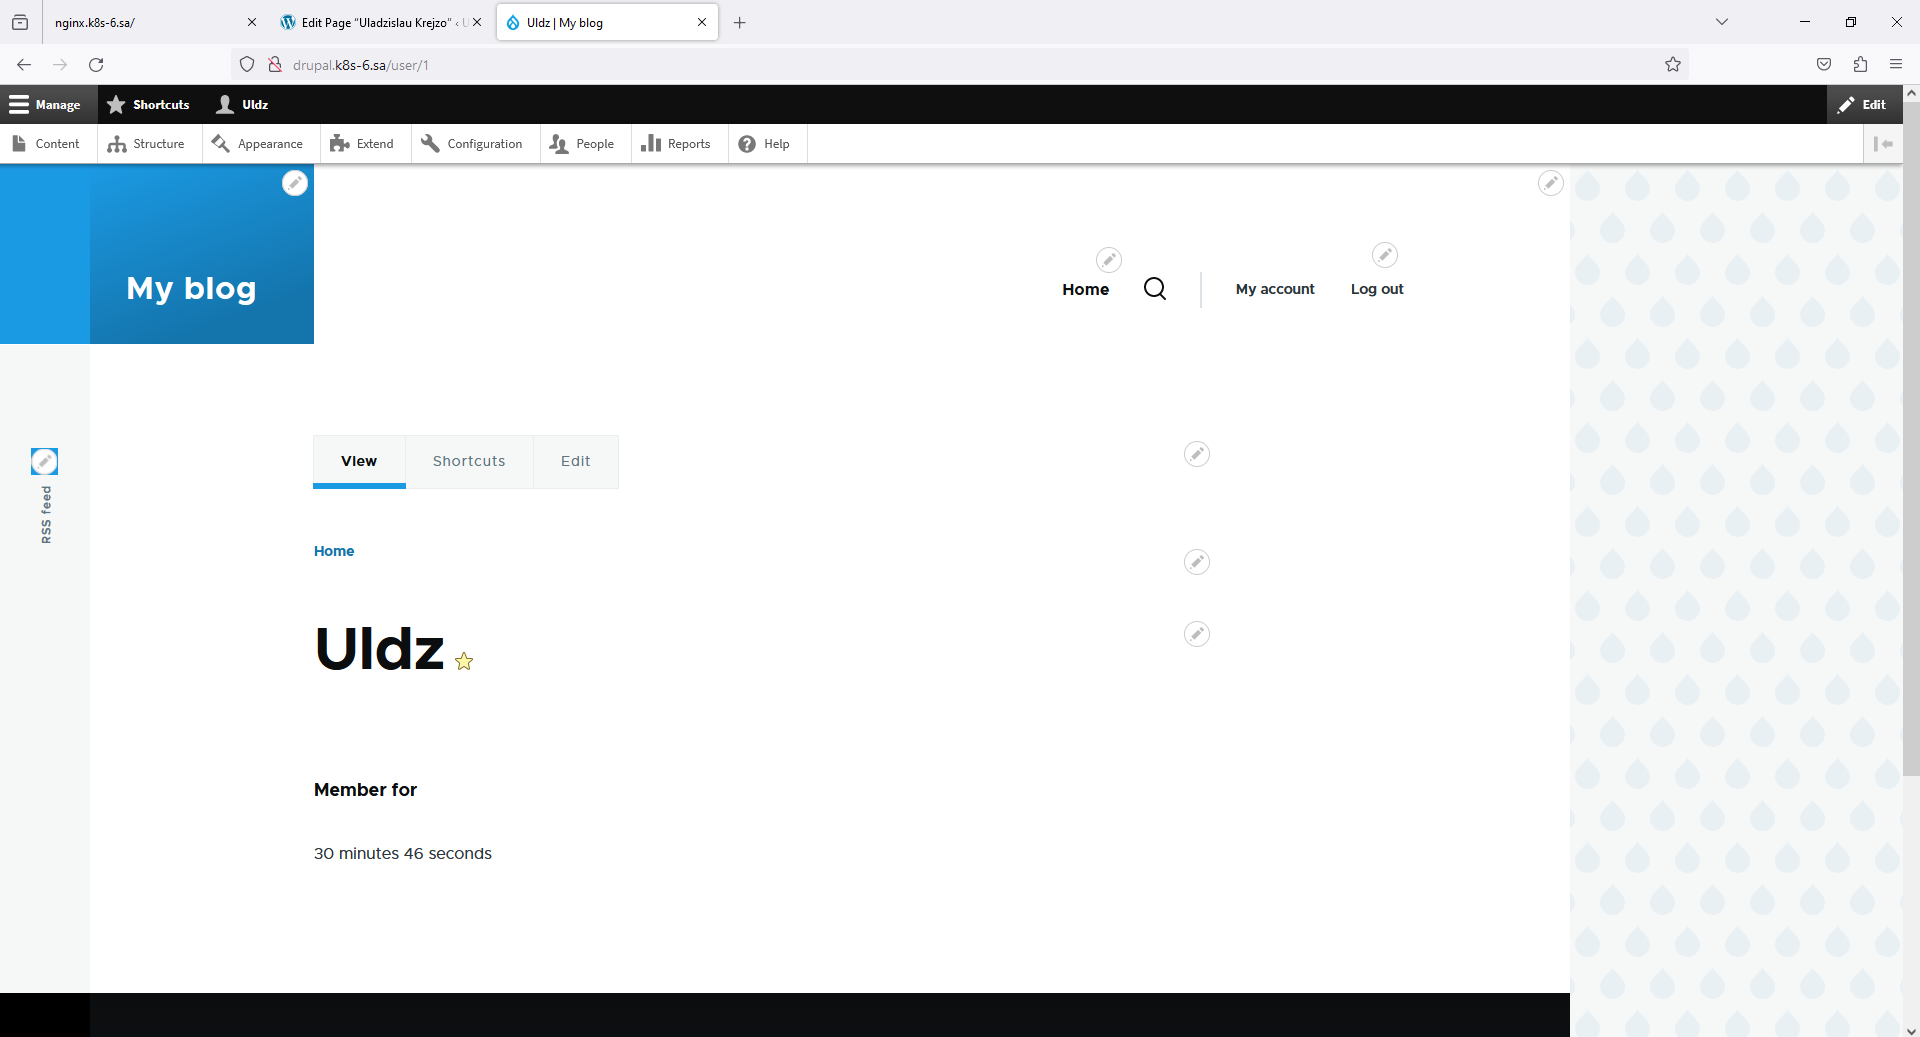 nginx.k8s-6.sa/
Edit Page “Uladzislau Krejzo” ‹ U
Uldz | My blog
drupal.k8s-6.sa/user/1
Manage
Shortcuts
Uldz
Edit
Content
Structure
Appearance
Extend
Configuration
People
Reports
Help
My blog
Home
My account
Log out
View
Shortcuts
Edit
RSS feed
Home
Uldz
Member for
30 minutes 46 seconds